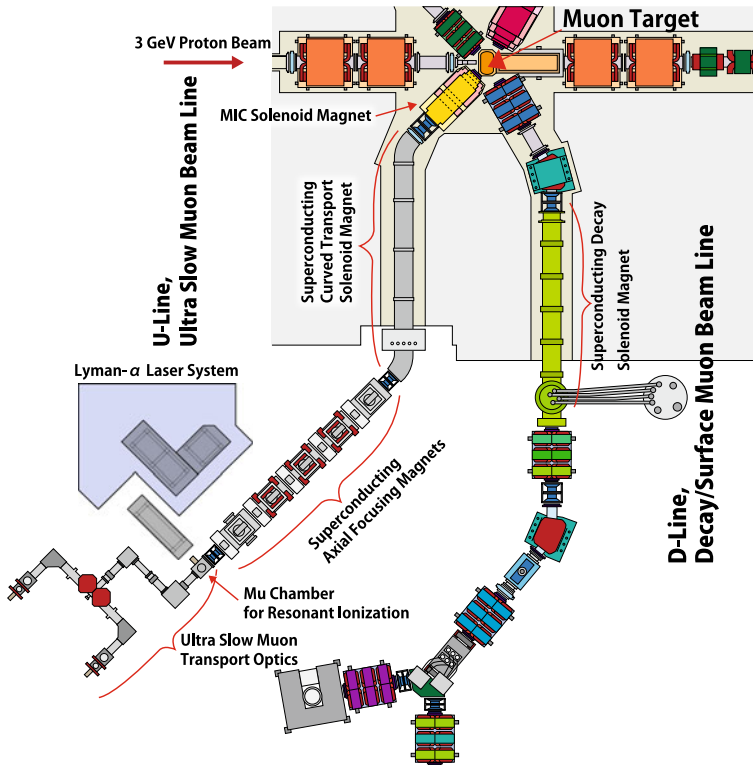 Muon Target
3 GeV Proton Beam
MIC Solenoid Magnet
Superconducting
Curved Transport
Solenoid Magnet
U-Line,
Ultra Slow Muon Beam Line
Superconducting Decay
Solenoid Magnet
D-Line,
Decay/Surface Muon Beam Line
Lyman-α Laser System
Superconducting
Axial Focusing Magnets
Mu Chamber
for Resonant Ionization
Ultra Slow Muon
Transport Optics